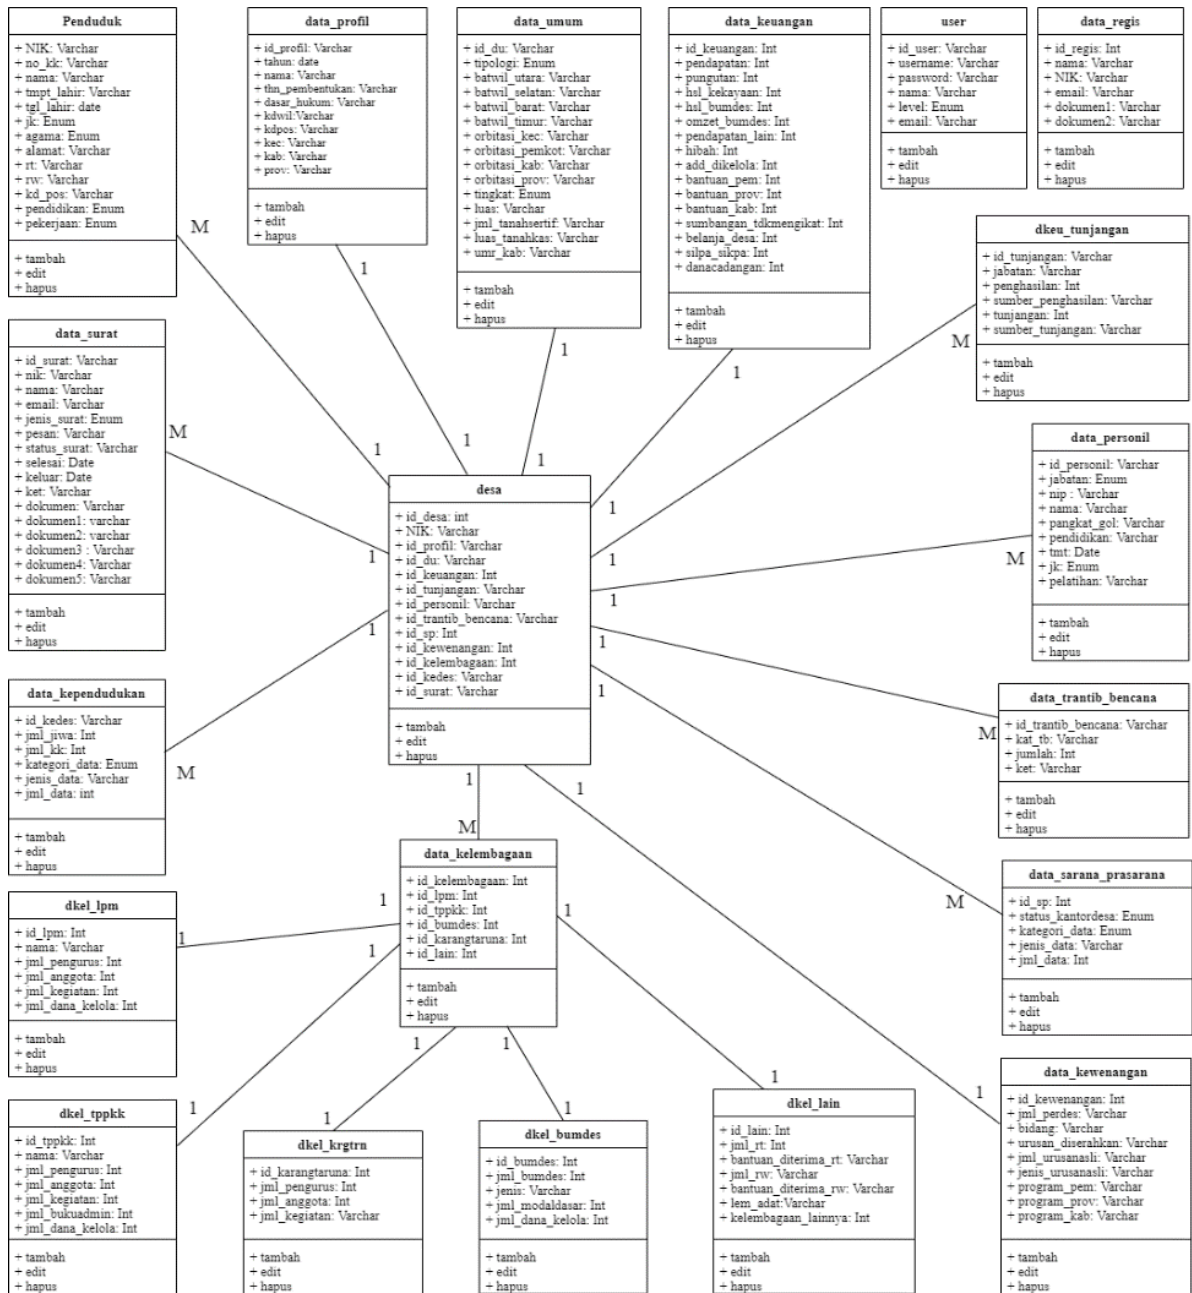 Penduduk
+ NIK: Varchar
+ no_kk: Varchar
+ nama: Varchar
+ tmpt_lahir: Varchar
+ tgl_lahir: date
+ jk: Enum
+ agama: Enum
+ alamat: Varchar
+ rt: Varchar
+ rw: Varchar
+ kd_pos: Varchar
+ pendidikan: Enum
+ pekerjaan: Enum
+ tambah
+ edit
+ hapus
data_profil
+ id_profil: Varchar
+ tahun: date
+ nama: Varchar
+ thn_pembentukan: Varchar
+ dasar_hukum: Varchar
+ kdwil:Varchar
+ kdpos: Varchar
+ kec: Varchar
+ kab: Varchar
+ prov: Varchar
+ tambah
+ edit
+ hapus
data_umum
+ id_du: Varchar
+ tipologi: Enum
+ batwil_utara: Varchar
+ batwil_selatan: Varchar
+ batwil_barat: Varchar
+ batwil_timur: Varchar
+ orbitasi_kec: Varchar
+ orbitasi_pemkot: Varchar
+ orbitasi_kab: Varchar
+ orbitasi_prov: Varchar
+ tingkat: Enum
+ luas: Varchar
+ jml_tanahsertif: Varchar
+ luas_tanahkas: Varchar
+ umr_kab: Varchar
+ tambah
+ edit
+ hapus
data_keuangan
+ id_keuangan: Int
+ pendapatan: Int
+ pungutan: Int
+ hsl_kekayaan: Int
+ hsl_bumdes: Int
+ omzet_bumdes: Int
+ pendapatan_lain: Int
+ hibah: Int
+ add_dikelola: Int
+ bantuan_pem: Int
+ bantuan_prov: Int
+ bantuan_kab: Int
+ sumbangan_tdkmengikat: Int
+ belanja_desa: Int
+ silpa_sikpa: Int
+ danacadangan: Int
+ tambah
+ edit
+ hapus
user
+ id_user: Varchar
+ username: Varchar
+ password: Varchar
+ nama: Varchar
+ level: Enum
+ email: Varchar
+ tambah
+ edit
+ hapus
data_regis
+ id_regis: Int
+ nama: Varchar
+ NIK: Varchar
+ email: Varchar
+ dokumen1: Varchar
+ dokumen2: Varchar
+ tambah
+ edit
+ hapus
dkeu_tunjangan
+ id_tunjangan: Varchar
+ jabatan: Varchar
+ penghasilan: Int
+ sumber_penghasilan: Varchar
+ tunjangan: Int
+ sumber_tunjangan: Varchar
+ tambah
+ edit
+ hapus
M
1
1
1
M
data_surat
+ id_surat: Varchar
+ nik: Varchar
+ nama: Varchar
+ email: Varchar
+ jenis_surat: Enum
+ pesan: Varchar
+ status_surat: Varchar
+ selesai: Date
+ keluar: Date
+ ket: Varchar
+ dokumen: Varchar
+ dokumen1: varchar
+ dokumen2: varchar
+ dokumen3 : Varchar
+ dokumen4: Varchar
+ dokumen5: Varchar
+ tambah
+ edit
+ hapus
M
1
1
1
1
1
1
1
1
1
1
1
desa
+ id_desa: int
+ NIK: Varchar
+ id_profil: Varchar
+ id_du: Varchar
+ id_keuangan: Int
+ id_tunjangan: Varchar
+ id_personil: Varchar
+ id_trantib_bencana: Varchar
+ id_sp: Int
+ id_kewenangan: Int
+ id_kelembagaan: Int
+ id_kedes: Varchar
+ id_surat: Varchar
+ tambah
+ edit
+ hapus
data_personil
+ id_personil: Varchar
+ jabatan: Enum
+ nip : Varchar
+ nama: Varchar
+ pangkat_gol: Varchar
+ pendidikan: Varchar
+ tmt: Date
+ jk: Enum
+ pelatihan: Varchar
+ tambah
+ edit
+ hapus
M
data_kependudukan
+ id_kedes: Varchar
+ jml_jiwa: Int
+ jml_kk: Int
+ kategori_data: Enum
+ jenis_data: Varchar
+ jml_data: int
+ tambah
+ edit
+ hapus
M
1
1
M
data_trantib_bencana
+ id_trantib_bencana: Varchar
+ kat_tb: Varchar
+ jumlah: Int
+ ket: Varchar
+ tambah
+ edit
+ hapus
M
data_kelembagaan
+ id_kelembagaan: Int
+ id_lpm: Int
+ id_tppkk: Int
+ id_bumdes: Int
+ id_karangtaruna: Int
+ id_lain: Int
+ tambah
+ edit
+ hapus
data_sarana_prasarana
+ id_sp: Int
+ status_kantordesa: Enum
+ kategori_data: Enum
+ jenis_data: Varchar
+ jml_data: Int
+ tambah
+ edit
+ hapus
M
dkel_lpm
+ id_lpm: Int
+ nama: Varchar
+ jml_pengurus: Int
+ jml_anggota: Int
+ jml_kegiatan: Int
+ jml_dana_kelola: Int
+ tambah
+ edit
+ hapus
1
1
1
1
1
1
1
1
1
1
1
dkel_tppkk
+ id_tppkk: Int
+ nama: Varchar
+ jml_pengurus: Int
+ jml_anggota: Int
+ jml_kegiatan: Int
+ jml_bukuadmin: Int
+ jml_dana_kelola: Int
+ tambah
+ edit
+ hapus
dkel_krgtrn
+ id_karangtaruna: Int
+ jml_pengurus: Int
+ jml_anggota: Int
+ jml_kegiatan: Varchar
+ tambah
+ edit
+ hapus
dkel_bumdes
+ id_bumdes: Int
+ jml_bumdes: Int
+ jenis: Varchar
+ jml_modaldasar: Int
+ jml_dana_kelola: Int
+ tambah
+ edit
+ hapus
dkel_lain
+ id_lain: Int
+ jml_rt: Int
+ bantuan_diterima_rt: Varchar
+ jml_rw: Varchar
+ bantuan_diterima_rw: Varchar
+ lem_adat:Varchar
+ kelembagaan_lainnya: Int
+ tambah
+ edit
+ hapus
data_kewenangan
+ id_kewenangan: Int
+ jml_perdes: Varchar
+ bidang: Varchar
+ urusan_diserahkan: Varchar
+ jml_urusanasli: Varchar
+ jenis_urusanasli: Varchar
+ program_pem: Varchar
+ program_prov: Varchar
+ program_kab: Varchar
+ tambah
+ edit
+ hapus